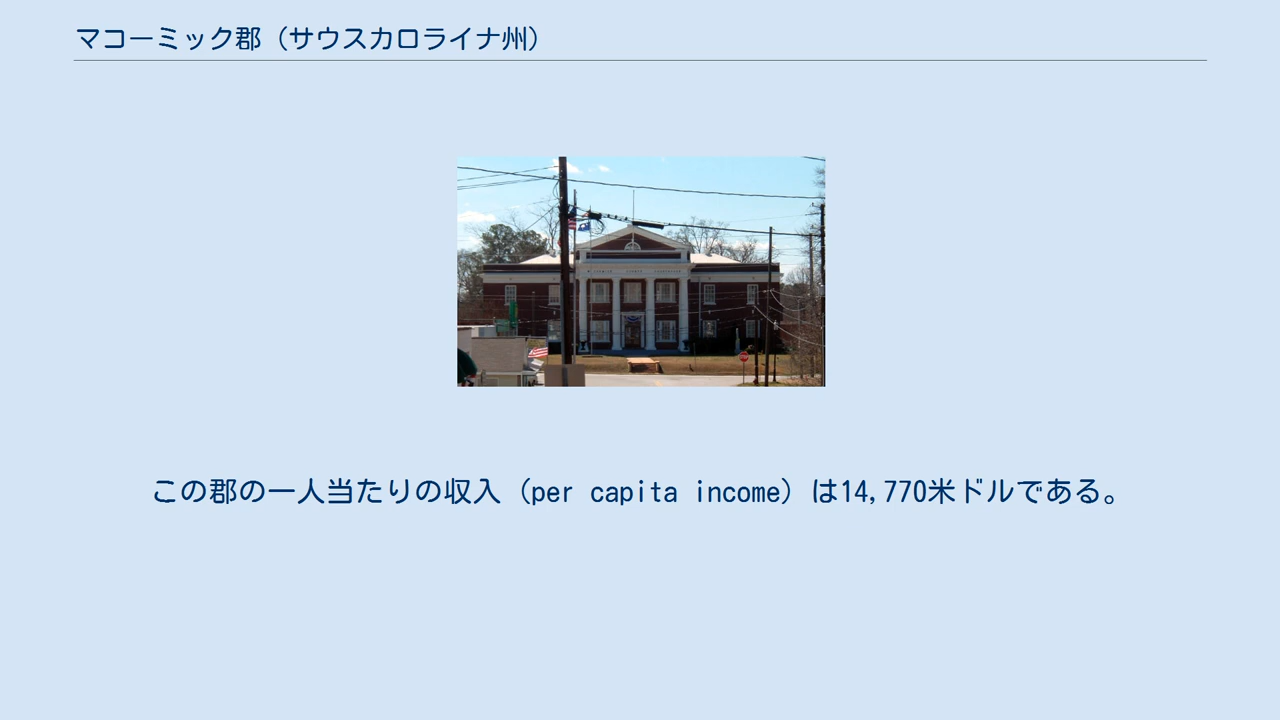 マコーミック郡（サウスカロライナ州）
この郡の一人当たりの収入（per capita income）は14,770米ドルである。